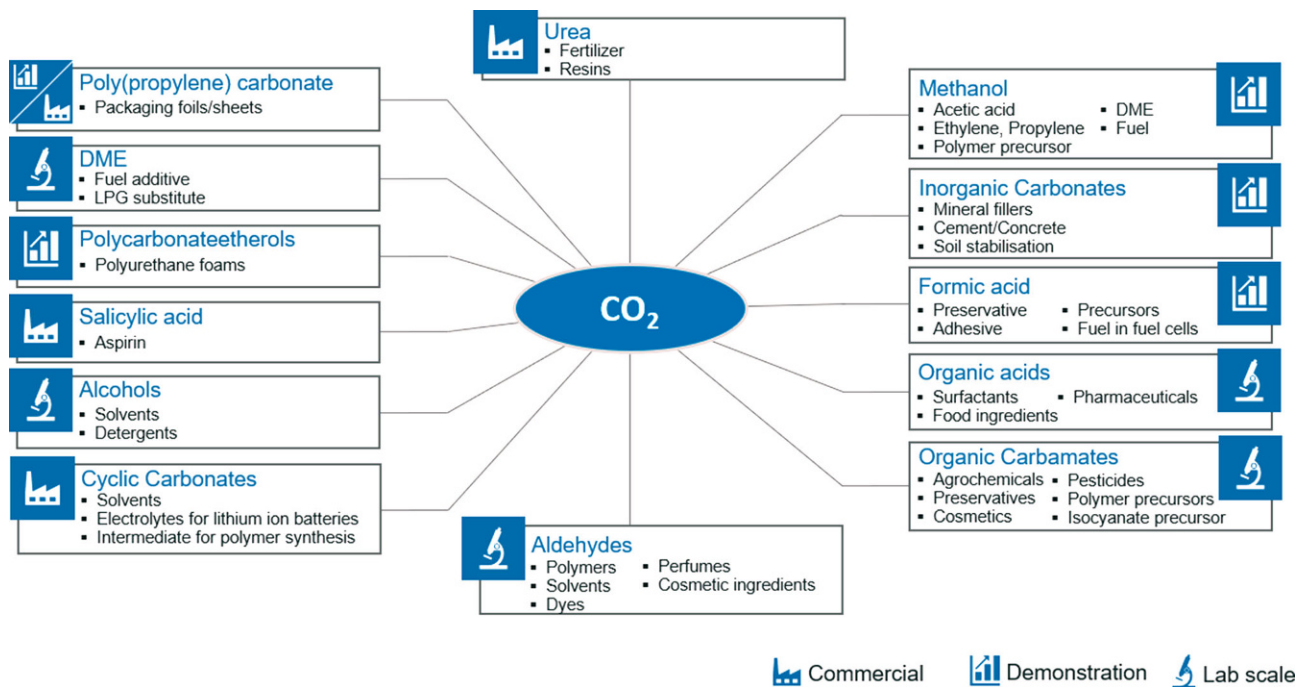 Urea
▪ Fertilizer
▪ Resins
Poly(propylene) carbonate
▪ Packaging foils/sheets
DME
▪ Fuel additive
▪ LPG substitute
Polycarbonateetherols
▪ Polyurethane foams
Salicylic acid
▪ Aspirin
Alcohols
▪ Solvents
▪ Detergents
Cyclic Carbonates
▪ Solvents
▪ Electrolytes for lithium ion batteries
▪ Intermediate for polymer synthesis
CO₂
Methanol
▪ Acetic acid ▪ DME
▪ Ethylene, Propylene ▪ Fuel
▪ Polymer precursor
Inorganic Carbonates
▪ Mineral fillers
▪ Cement/Concrete
▪ Soil stabilisation
Formic acid
▪ Preservative ▪ Precursors
▪ Adhesive ▪ Fuel in fuel cells
Organic acids
▪ Surfactants ▪ Pharmaceuticals
▪ Food ingredients
Organic Carbamates
▪ Agrochemicals ▪ Pesticides
▪ Preservatives ▪ Polymer precursors
▪ Cosmetics ▪ Isocyanate precursor
Aldehydes
▪ Polymers ▪ Perfumes
▪ Solvents ▪ Cosmetic ingredients
▪ Dyes
Commercial Demonstration Lab scale